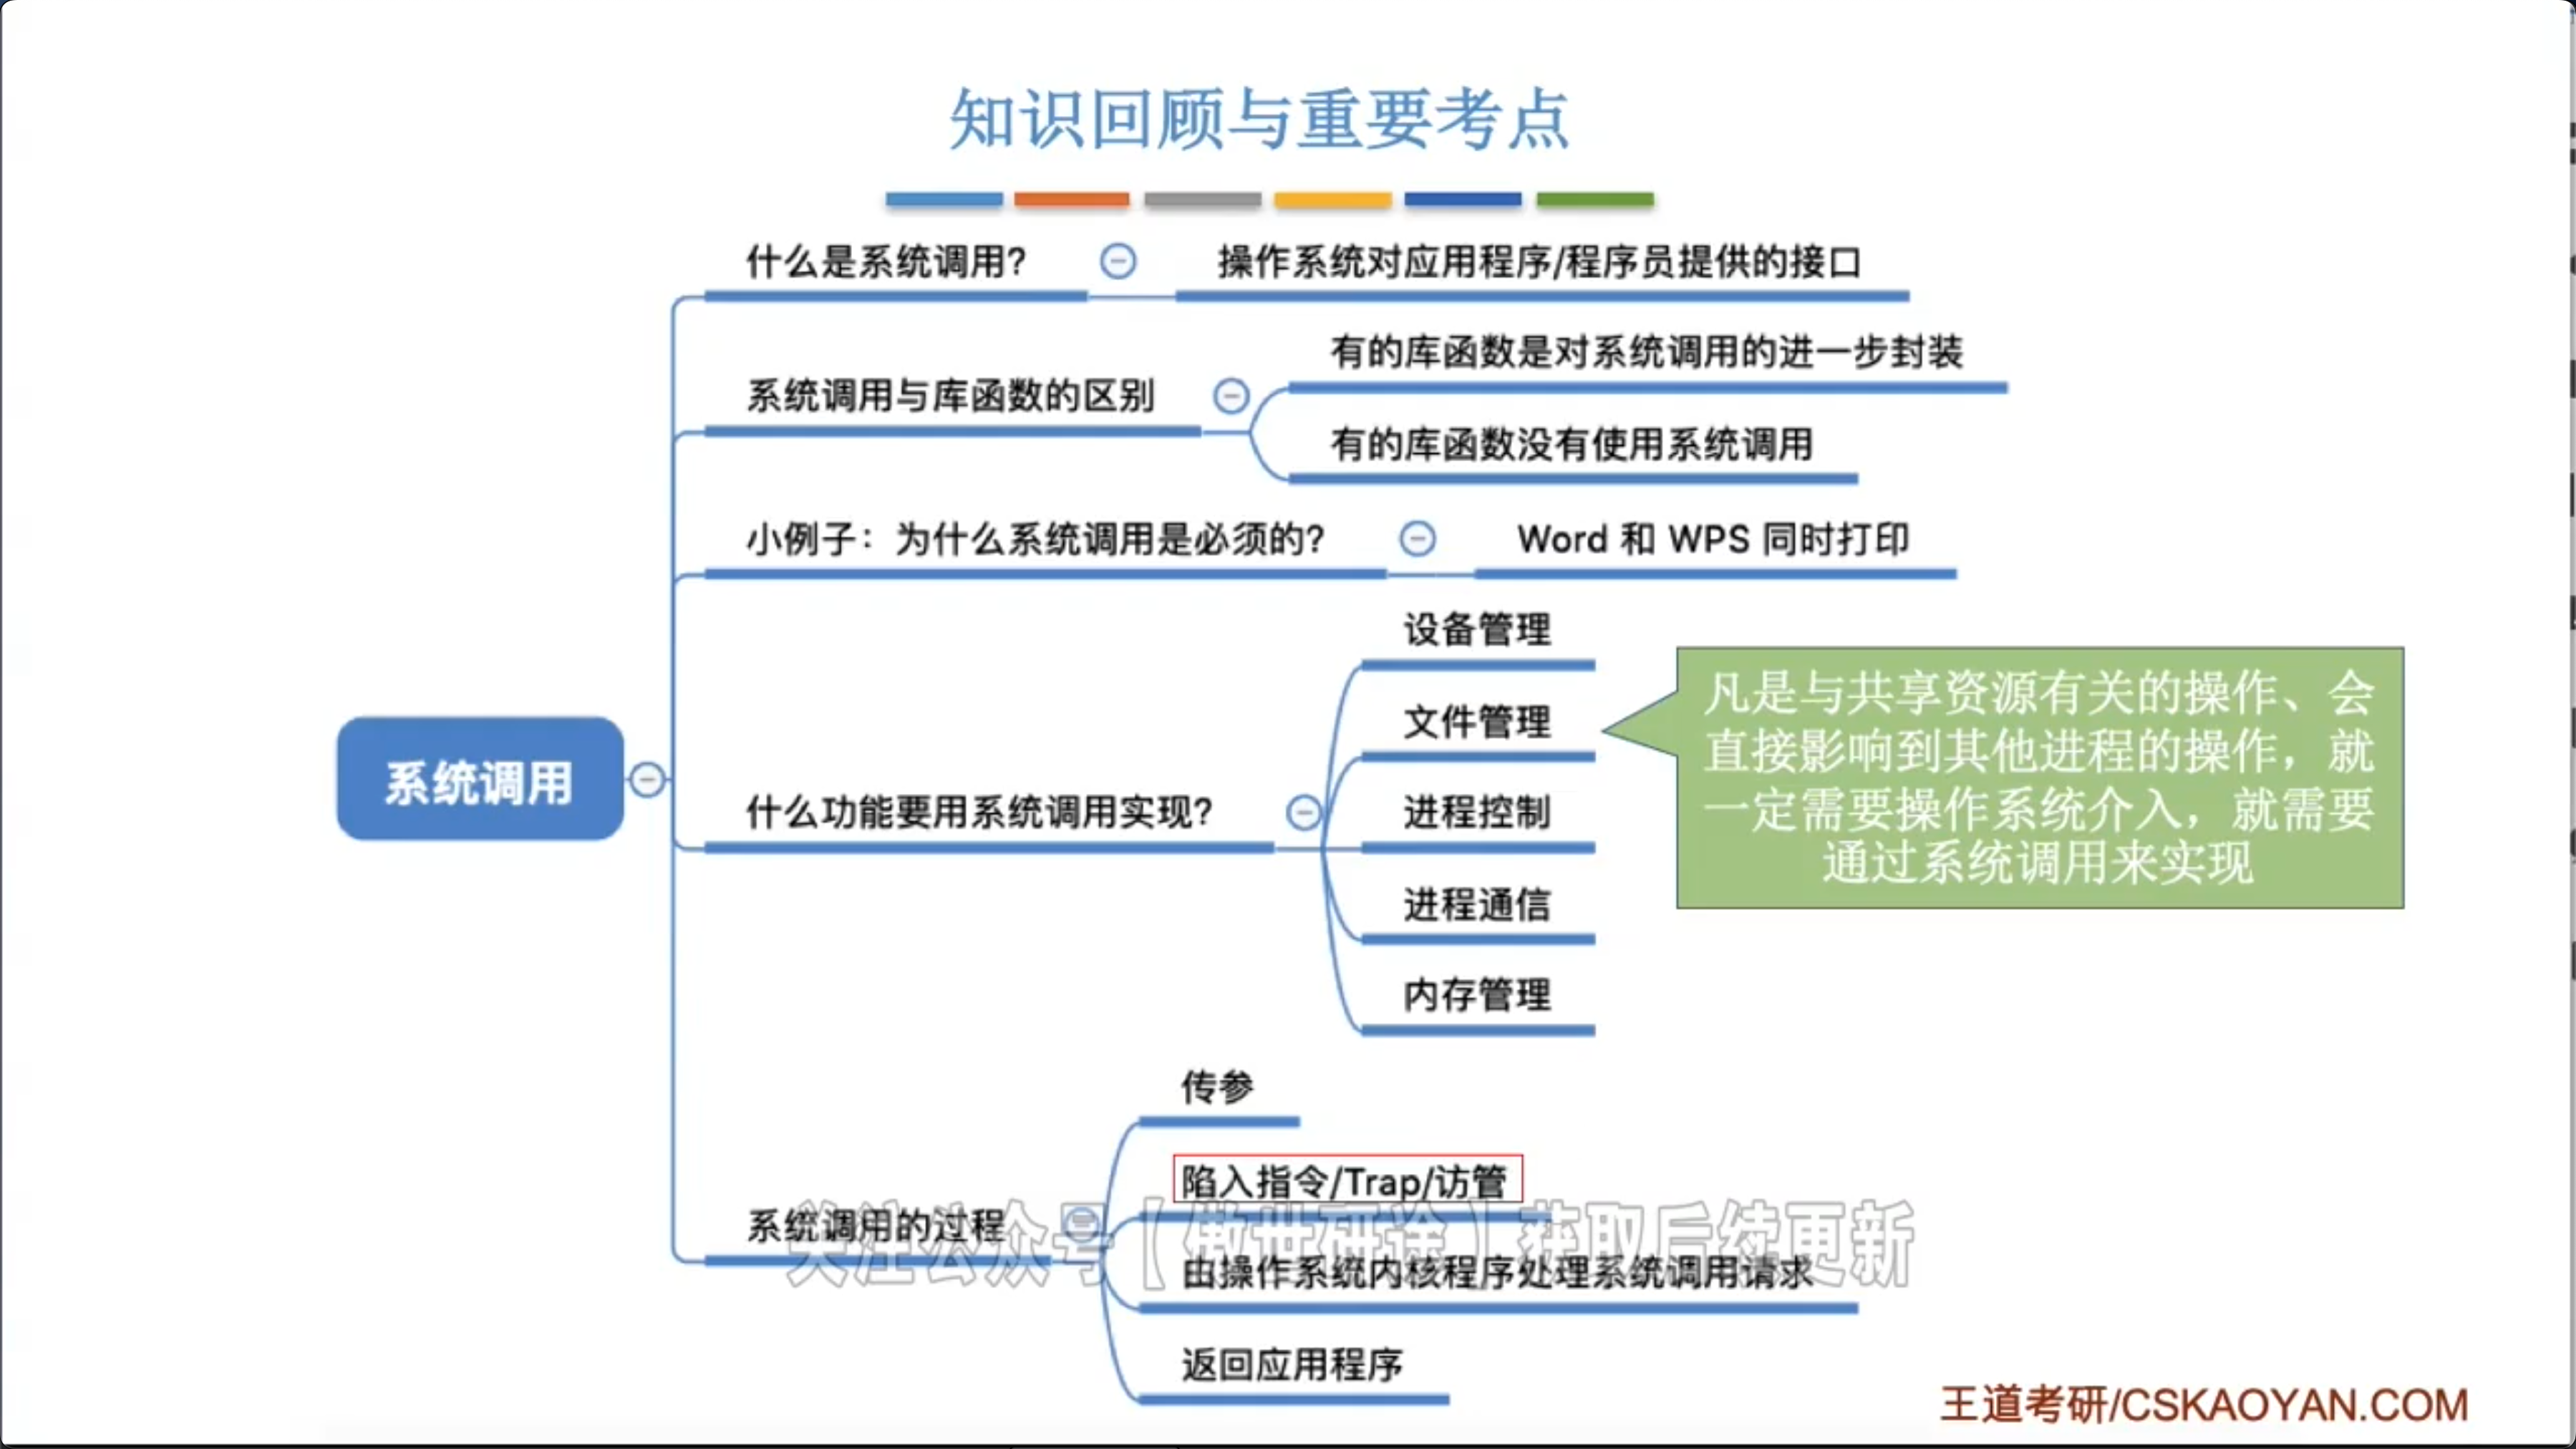 知识回顾与重要考点
什么是系统调用?
操作系统对应用程序/程序员提供的接口
系统调用与库函数的区别
有的库函数是对系统调用的进一步封装
有的库函数没有使用系统调用
小例子：为什么系统调用是必须的?
Word 和 WPS 同时打印
系统调用
什么功能要用系统调用实现?
设备管理
文件管理
进程控制
进程通信
内存管理
凡是与共享资源有关的操作、会
直接影响到其他进程的操作，就
一定需要操作系统介入，就需要
通过系统调用来实现
系统调用的过程
传参
陷入指令/Trap/访管
由操作系统内核程序处理系统调用请求
返回应用程序
关注公众号【傲世研途】获取后续更新
王道考研/CSKAOYAN.COM